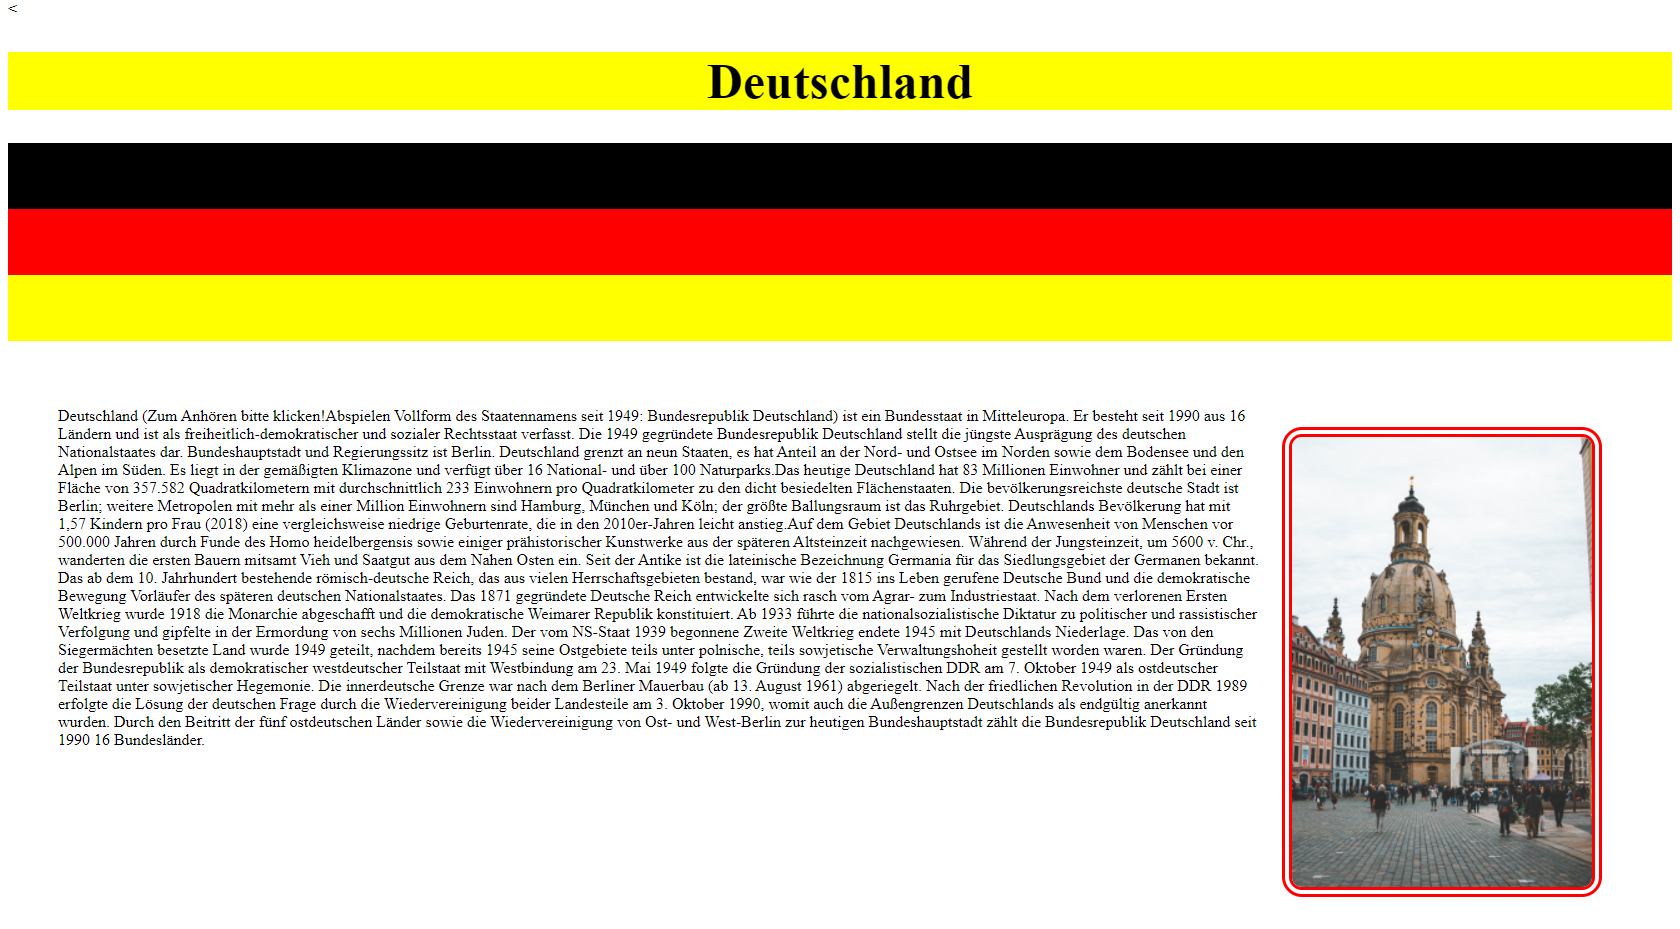 <
Deutschland
Deutschland (Zum Anhören bitte klicken!Abspielen Vollform des Staatennamens seit 1949: Bundesrepublik Deutschland) ist ein Bundesstaat in Mitteleuropa. Er besteht seit 1990 aus 16
Ländern und ist als freiheitlich-demokratischer und sozialer Rechtsstaat verfasst. Die 1949 gegründete Bundesrepublik Deutschland stellt die jüngste Ausprägung des deutschen
Nationalstaates dar. Bundeshauptstadt und Regierungssitz ist Berlin. Deutschland grenzt an neun Staaten, es hat Anteil an der Nord- und Ostsee im Norden sowie dem Bodensee und den
Alpen im Süden. Es liegt in der gemäßigten Klimazone und verfügt über 16 National- und über 100 Naturparks.Das heutige Deutschland hat 83 Millionen Einwohner und zählt bei einer
Fläche von 357.582 Quadratkilometern mit durchschnittlich 233 Einwohnern pro Quadratkilometer zu den dicht besiedelten Flächenstaaten. Die bevölkerungsreichste deutsche Stadt ist
Berlin; weitere Metropolen mit mehr als einer Million Einwohnern sind Hamburg, München und Köln; der größte Ballungsraum ist das Ruhrgebiet. Deutschlands Bevölkerung hat mit
1,57 Kindern pro Frau (2018) eine vergleichsweise niedrige Geburtenrate, die in den 2010er-Jahren leicht anstieg.Auf dem Gebiet Deutschlands ist die Anwesenheit von Menschen vor
500.000 Jahren durch Funde des Homo heidelbergensis sowie einiger prähistorischer Kunstwerke aus der späteren Altsteinzeit nachgewiesen. Während der Jungsteinzeit, um 5600 v. Chr.,
wanderten die ersten Bauern mitsamt Vieh und Saatgut aus dem Nahen Osten ein. Seit der Antike ist die lateinische Bezeichnung Germania für das Siedlungsgebiet der Germanen bekannt.
Das ab dem 10. Jahrhundert bestehende römisch-deutsche Reich, das aus vielen Herrschaftsgebieten bestand, war wie der 1815 ins Leben gerufene Deutsche Bund und die demokratische
Bewegung Vorläufer des späteren deutschen Nationalstaates. Das 1871 gegründete Deutsche Reich entwickelte sich rasch vom Agrar- zum Industriestaat. Nach dem verlorenen Ersten
Weltkrieg wurde 1918 die Monarchie abgeschafft und die demokratische Weimarer Republik konstituiert. Ab 1933 führte die nationalsozialistische Diktatur zu politischer und rassistischer
Verfolgung und gipfelte in der Ermordung von sechs Millionen Juden. Der vom NS-Staat 1939 begonnene Zweite Weltkrieg endete 1945 mit Deutschlands Niederlage. Das von den
Siegermächten besetzte Land wurde 1949 geteilt, nachdem bereits 1945 seine Ostgebiete teils unter polnische, teils sowjetische Verwaltungshoheit gestellt worden waren. Der Gründung
der Bundesrepublik als demokratischer westdeutscher Teilstaat mit Westbindung am 23. Mai 1949 folgte die Gründung der sozialistischen DDR am 7. Oktober 1949 als ostdeutscher
Teilstaat unter sowjetischer Hegemonie. Die innerdeutsche Grenze war nach dem Berliner Mauerbau (ab 13. August 1961) abgeriegelt. Nach der friedlichen Revolution in der DDR 1989
erfolgte die Lösung der deutschen Frage durch die Wiedervereinigung beider Landesteile am 3. Oktober 1990, womit auch die Außengrenzen Deutschlands als endgültig anerkannt
wurden. Durch den Beitritt der fünf ostdeutschen Länder sowie die Wiedervereinigung von Ost- und West-Berlin zur heutigen Bundeshauptstadt zählt die Bundesrepublik Deutschland seit
1990 16 Bundesländer.